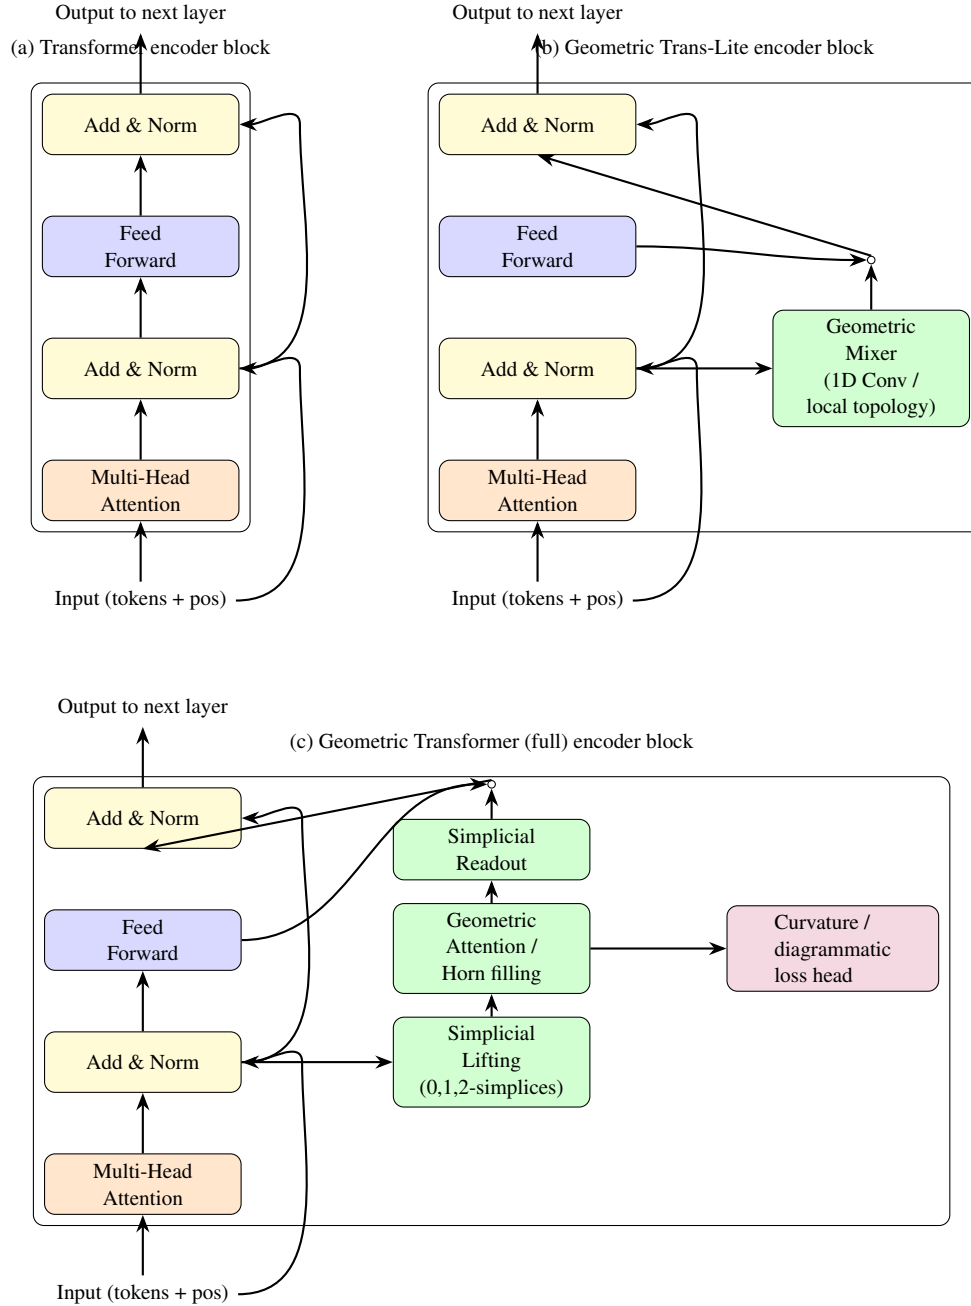 Output to next layer
(a) Transformer encoder block
Add & Norm
Feed
Forward
Add & Norm
Multi-Head
Attention
Input (tokens + pos)
Output to next layer
(b) Geometric Trans-Lite encoder block
Add & Norm
Feed
Forward
Geometric
Mixer
(1D Conv /
local topology)
Add & Norm
Multi-Head
Attention
Input (tokens + pos)
Output to next layer
(c) Geometric Transformer (full) encoder block
Add & Norm
Simplicial
Readout
Feed
Forward
Geometric
Attention /
Horn filling
Curvature /
diagrammatic
loss head
Add & Norm
Simplicial
Lifting
(0,1,2-simplices)
Multi-Head
Attention
Input (tokens + pos)